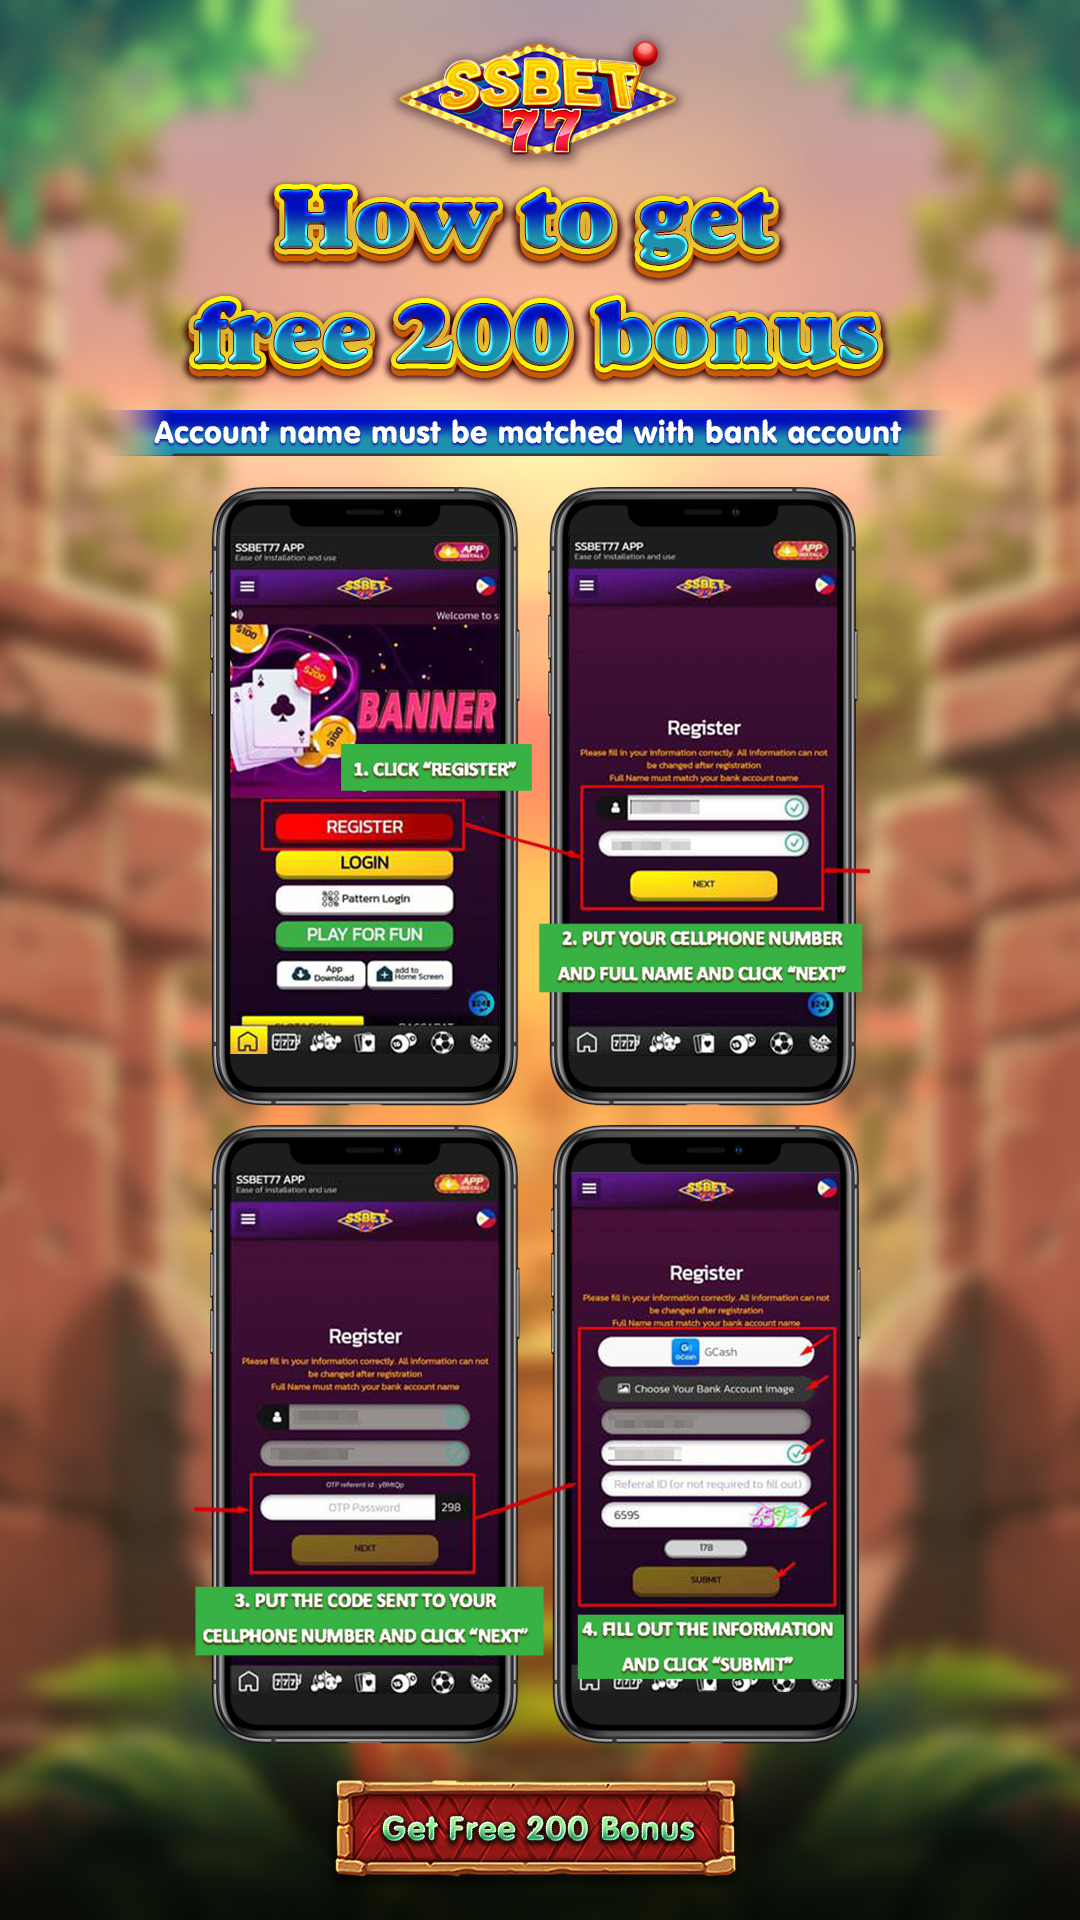 SSBET
77
How to get
free 200 bonus
Account name must be matched with bank account
SSBET77 APP
Ease of installation and use
APP
INSTALL
SSBET
77
Welcome to s
$100
$200
BANNER
$100
1. CLICK “REGISTER”
REGISTER
LOGIN
Pattern Login
PLAY FOR FUN
App
Download
add to
Home Screen
24
SSBET77 APP
Ease of installation and use
APP
INSTALL
SSBET
77
Register
Please fill in your information correctly. All information can not
be changed after registration
Full Name must match your bank account name
NEXT
2. PUT YOUR CELLPHONE NUMBER
AND FULL NAME AND CLICK “NEXT”
24
SSBET77 APP
Ease of installation and use
APP
INSTALL
SSBET
77
Register
Please fill in your information correctly. All information can not
be changed after registration
Full Name must match your bank account name
OTP referent id :
OTP Password
298
NEXT
3. PUT THE CODE SENT TO YOUR
CELLPHONE NUMBER AND CLICK “NEXT”
SSBET
77
Register
Please fill in your information correctly. All information can not
be changed after registration
Full Name must match your bank account name
GCash
GCash
Choose Your Bank Account image
Referral ID (or not required to fill out)
6595
178
SUBMIT
4. FILL OUT THE INFORMATION
AND CLICK “SUBMIT”
Get Free 200 Bonus